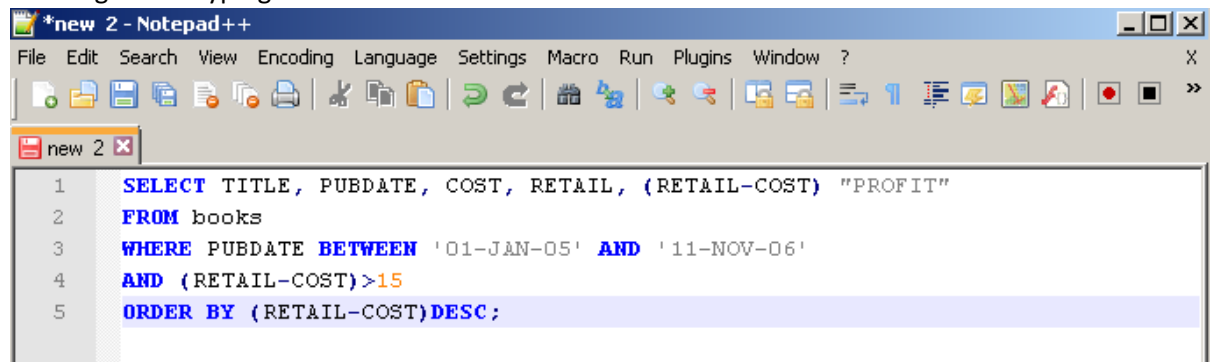 *new 2 - Notepad++
File Edit Search View Encoding Language Settings Macro Run Plugins Window ? X
new 2
1 SELECT TITLE, PUBDATE, COST, RETAIL, (RETAIL-COST) "PROFIT"
2 FROM books
3 WHERE PUBDATE BETWEEN '01-JAN-05' AND '11-NOV-06'
4 AND (RETAIL-COST)>15
5 ORDER BY (RETAIL-COST)DESC;